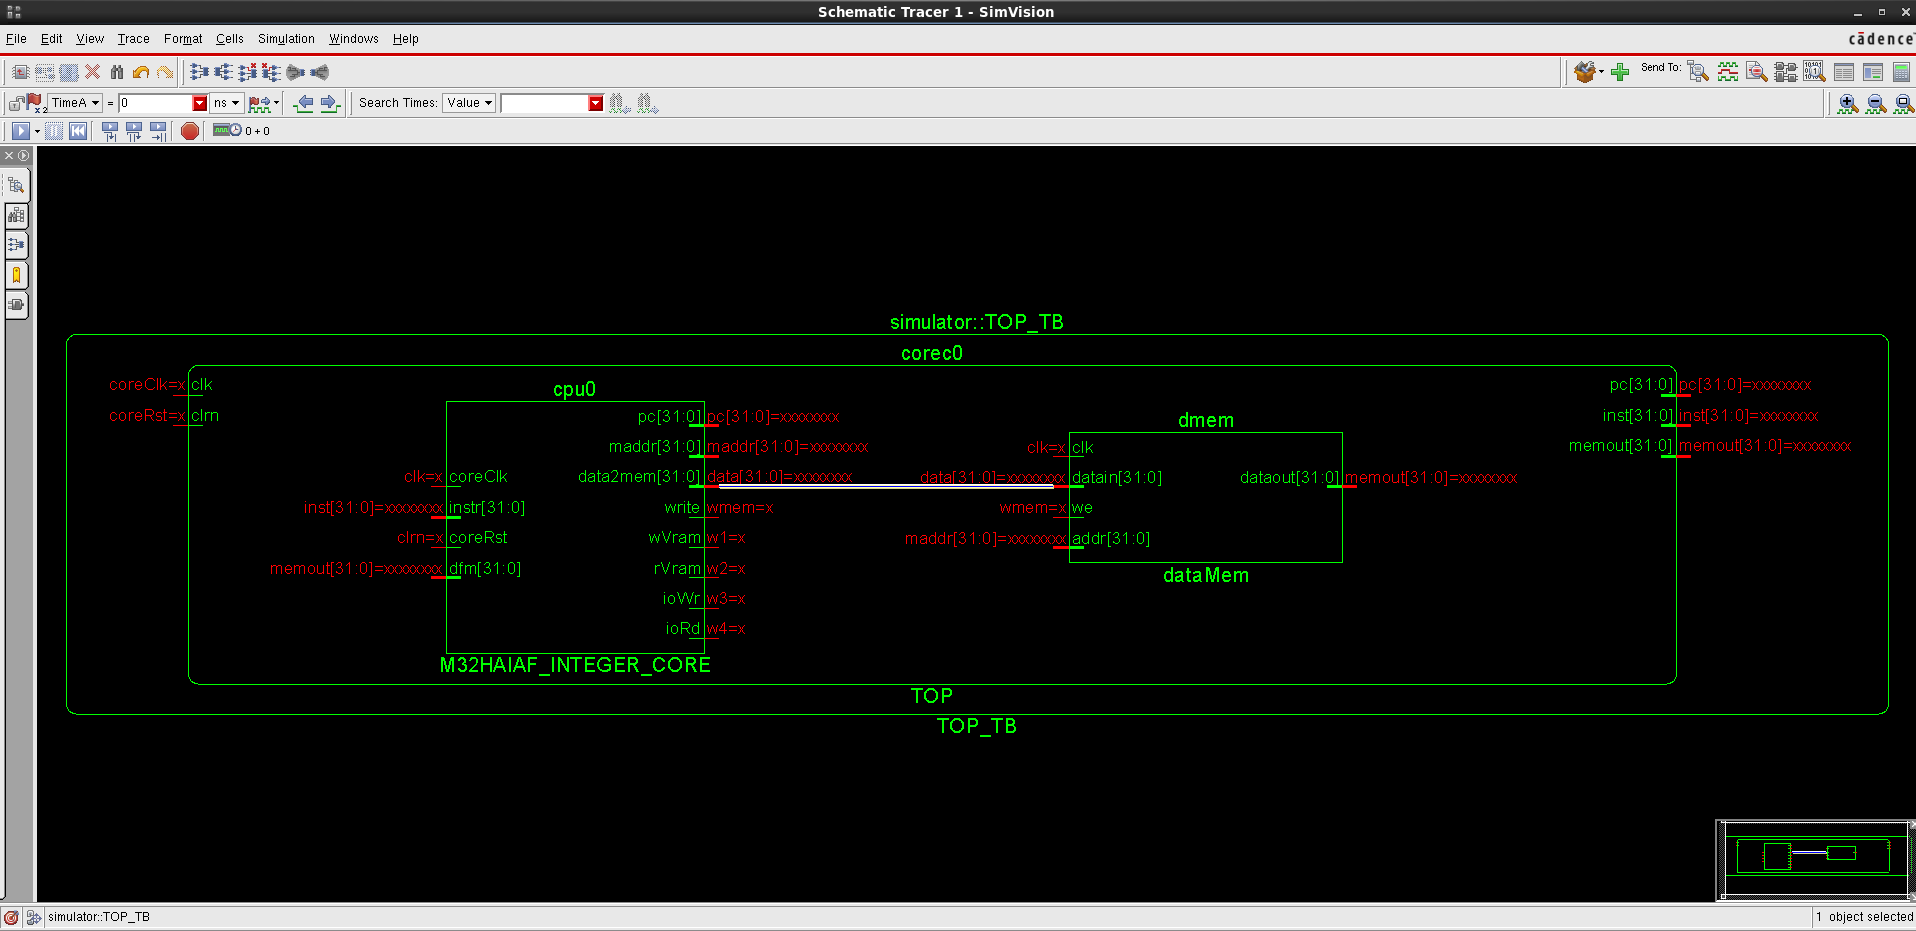 Schematic Tracer 1 - SimVision
File Edit View Trace Format Cells Simulation Windows Help
cādence
Send To:
TimeA = 0 ns Search Times: Value
0 + 0
simulator::TOP_TB
corec0
coreClk=x clk
coreRst=x clrn
cpu0
pc[31:0] pc[31:0]=xxxxxxxx
maddr[31:0] maddr[31:0]=xxxxxxxx
clk=x coreClk data2mem[31:0] data[31:0]=xxxxxxxx
inst[31:0]=xxxxxxxx instr[31:0] write wmem=x
clrn=x coreRst wVram w1=x
memout[31:0]=xxxxxxxx dfm[31:0] rVram w2=x
ioWr w3=x
ioRd w4=x
M32HAIAF_INTEGER_CORE
dmem
clk=x clk
data[31:0]=xxxxxxxx datain[31:0] dataout[31:0] memout[31:0]=xxxxxxxx
wmem=x we
maddr[31:0]=xxxxxxxx addr[31:0]
dataMem
pc[31:0] pc[31:0]=xxxxxxxx
inst[31:0] inst[31:0]=xxxxxxxx
memout[31:0] memout[31:0]=xxxxxxxx
TOP
TOP_TB
simulator::TOP_TB
1 object selected